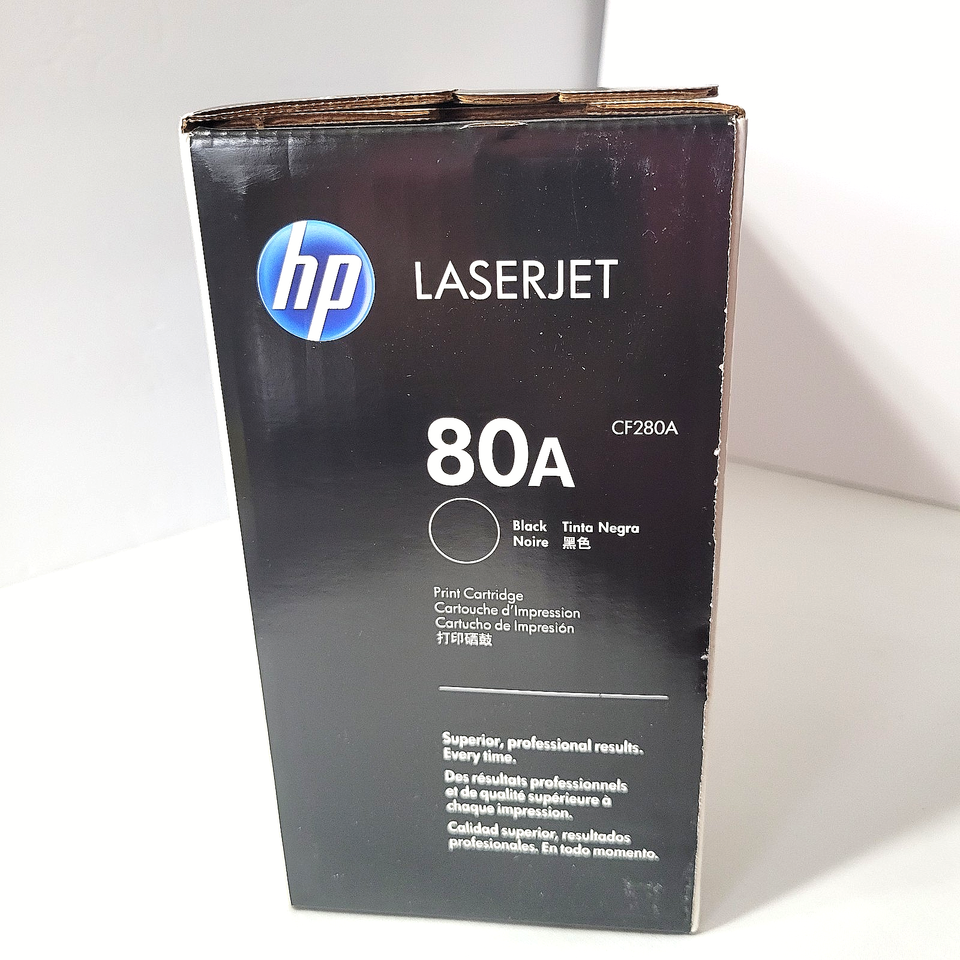 hp LASERJET
80A CF280A
Black Tinta Negra
Noire 黑色
Print Cartridge
Cartouche d'Impression
Cartucho de Impresión
打印硒鼓
Superior, professional results.
Every time.
Des résultats professionnels
et de qualité supérieure à
chaque impression.
Calidad superior, resultados
profesionales. En todo momento.